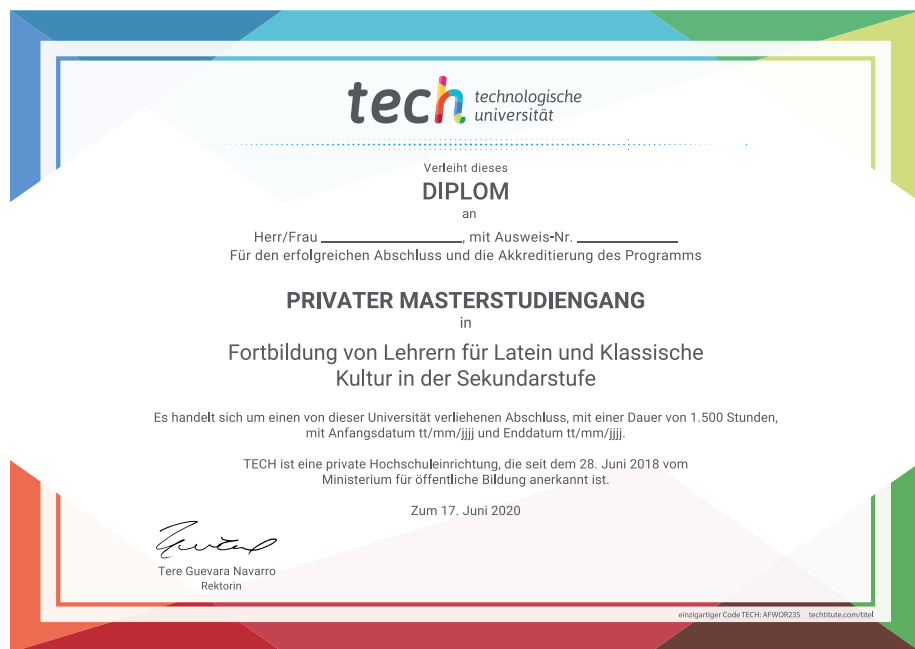 tech technologische
universität
Verleiht dieses
DIPLOM
an
Herr/Frau ____________________, mit Ausweis-Nr. ______________
Für den erfolgreichen Abschluss und die Akkreditierung des Programms
PRIVATER MASTERSTUDIENGANG
in
Fortbildung von Lehrern für Latein und Klassische
Kultur in der Sekundarstufe
Es handelt sich um einen von dieser Universität verliehenen Abschluss, mit einer Dauer von 1.500 Stunden,
mit Anfangsdatum tt/mm/jjjj und Enddatum tt/mm/jjjj.
TECH ist eine private Hochschuleinrichtung, die seit dem 28. Juni 2018 vom
Ministerium für öffentliche Bildung anerkannt ist.
Zum 17. Juni 2020
Tere Guevara Navarro
Rektorin
einzigartiger Code TECH: AFWOR235 techtitute.com/titel